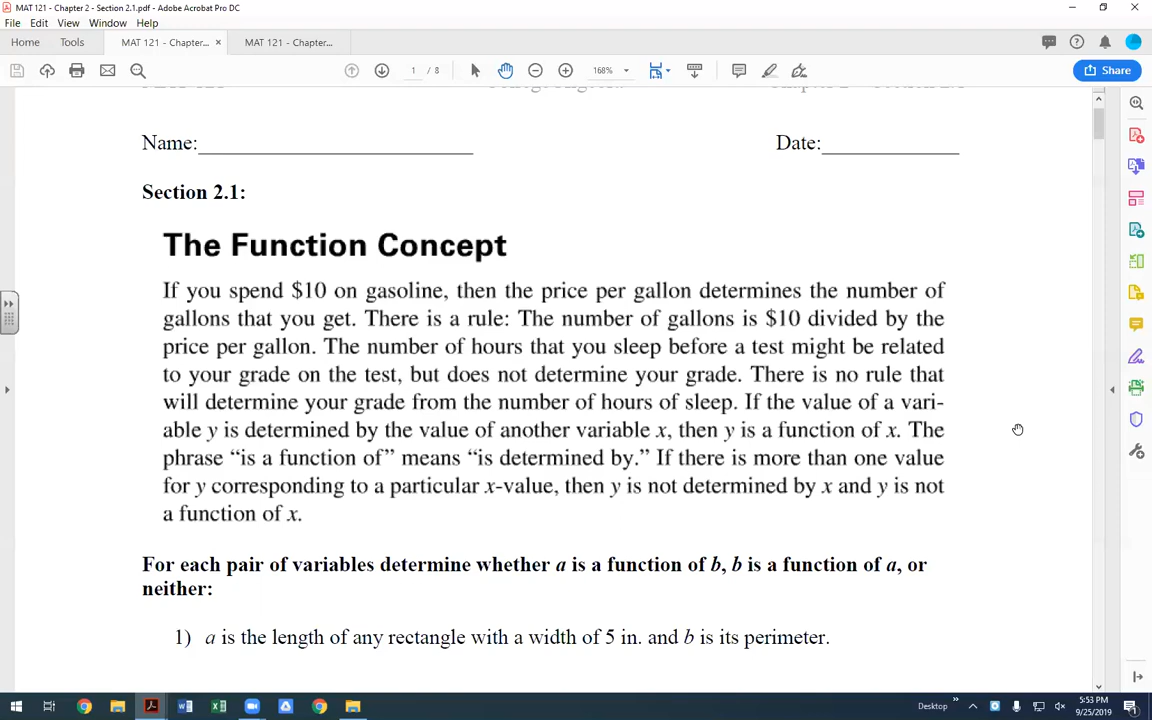 MAT 121 - Chapter 2 - Section 2.1.pdf - Adobe Acrobat Pro DC
File Edit View Window Help
Home Tools MAT 121 - Chapter... × MAT 121 - Chapter...
1 / 8 168% Share
Name: Date:
Section 2.1:
The Function Concept
If you spend $10 on gasoline, then the price per gallon determines the number of
gallons that you get. There is a rule: The number of gallons is $10 divided by the
price per gallon. The number of hours that you sleep before a test might be related
to your grade on the test, but does not determine your grade. There is no rule that
will determine your grade from the number of hours of sleep. If the value of a vari-
able y is determined by the value of another variable x, then y is a function of x. The
phrase “is a function of” means “is determined by.” If there is more than one value
for y corresponding to a particular x-value, then y is not determined by x and y is not
a function of x.
For each pair of variables determine whether a is a function of b, b is a function of a, or
neither:
1) a is the length of any rectangle with a width of 5 in. and b is its perimeter.
Desktop
5:53 PM
9/25/2019